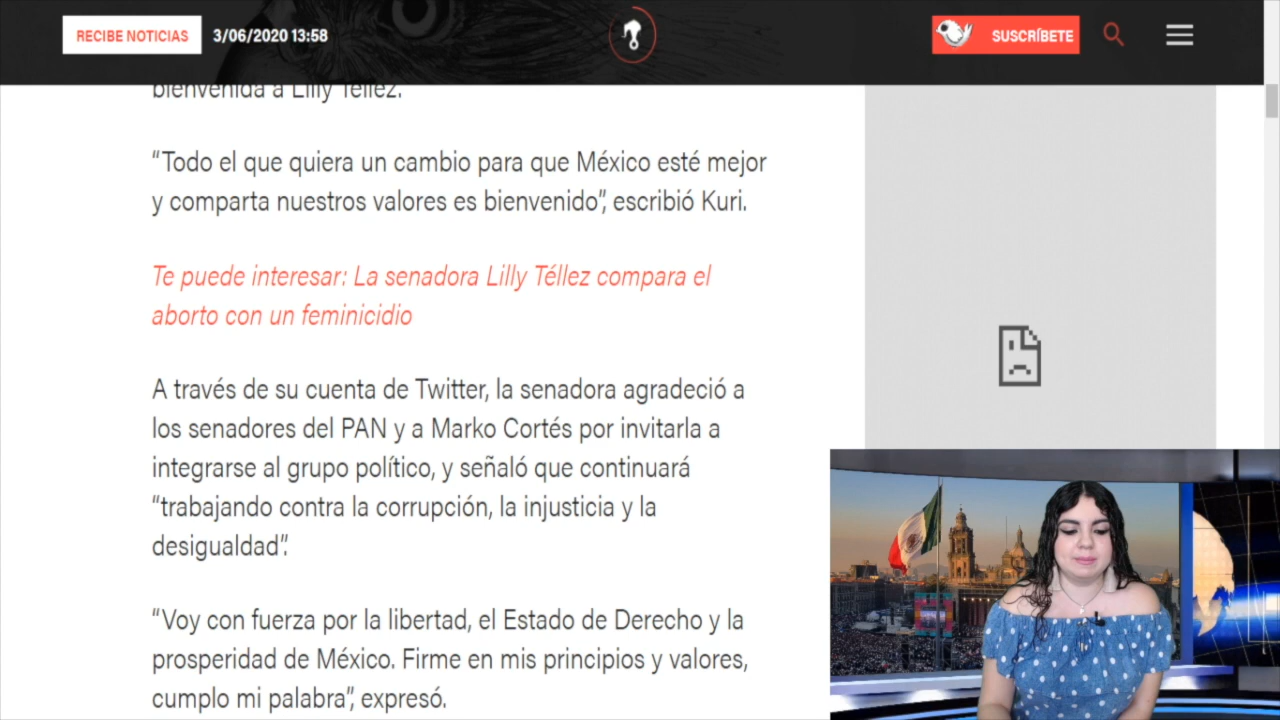 RECIBE NOTICIAS
3/06/2020 13:58
SUSCRÍBETE
bienvenida a Lilly Téllez.
“Todo el que quiera un cambio para que México esté mejor
y comparta nuestros valores es bienvenido”, escribió Kuri.
Te puede interesar: La senadora Lilly Téllez compara el
aborto con un feminicidio
A través de su cuenta de Twitter, la senadora agradeció a
los senadores del PAN y a Marko Cortés por invitarla a
integrarse al grupo político, y señaló que continuará
“trabajando contra la corrupción, la injusticia y la
desigualdad”.
“Voy con fuerza por la libertad, el Estado de Derecho y la
prosperidad de México. Firme en mis principios y valores,
cumplo mi palabra”, expresó.